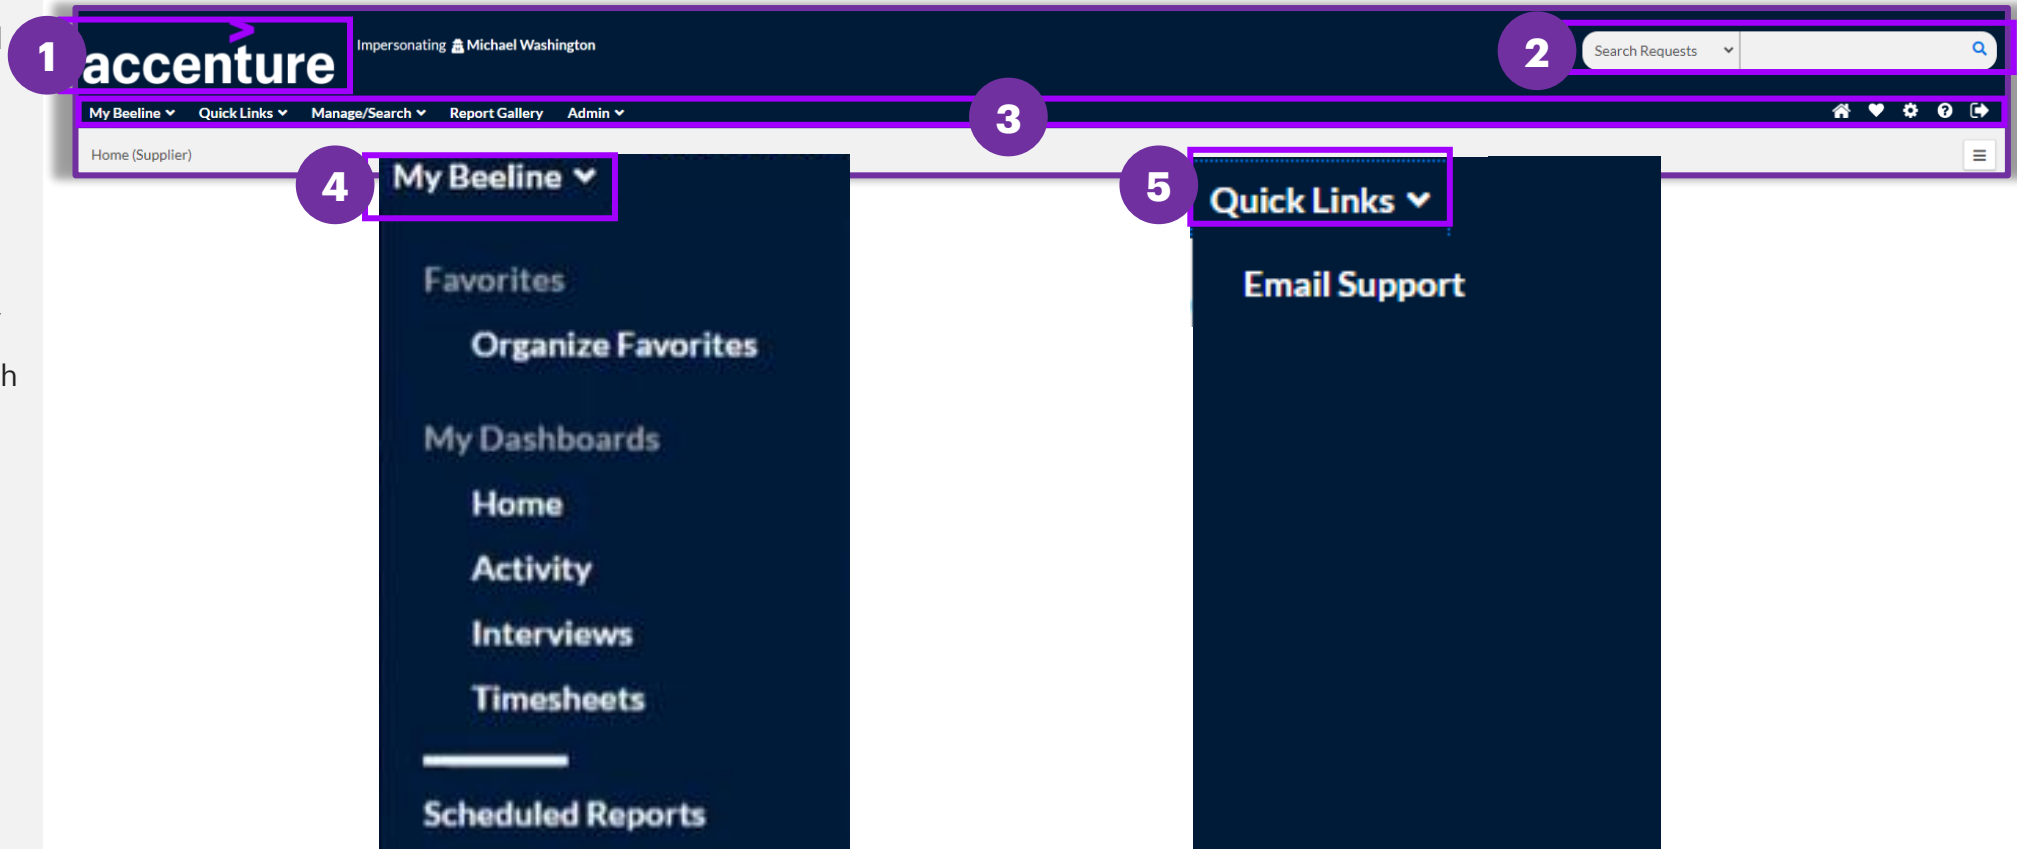 1
accenture
Impersonating Michael Washington
2
Search Requests
My Beeline
Quick Links
Manage/Search
Report Gallery
Admin
3
Home (Supplier)
4
My Beeline
Favorites
Organize Favorites
My Dashboards
Home
Activity
Interviews
Timesheets
Scheduled Reports
5
Quick Links
Email Support
h